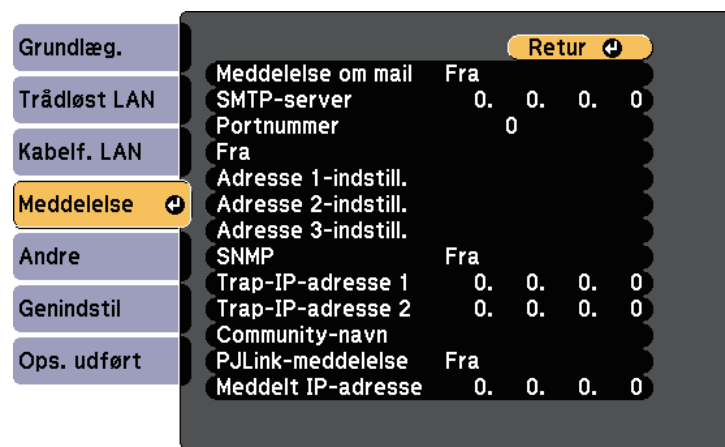 Grundlæg.
Trådløst LAN
Kabelf. LAN
Meddelelse
Andre
Genindstil
Ops. udført
Retur
Meddelelse om mail Fra
SMTP-server 0. 0. 0. 0
Portnummer 0
Fra
Adresse 1-indstill.
Adresse 2-indstill.
Adresse 3-indstill.
SNMP Fra
Trap-IP-adresse 1 0. 0. 0. 0
Trap-IP-adresse 2 0. 0. 0. 0
Community-navn
PJLink-meddelelse Fra
Meddelt IP-adresse 0. 0. 0. 0